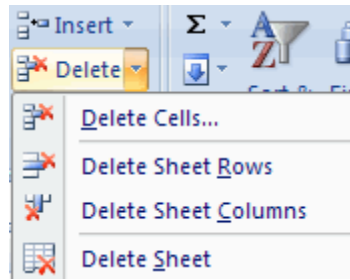 Insert Σ A
Z
Delete
Delete Cells...
Delete Sheet Rows
Delete Sheet Columns
Delete Sheet